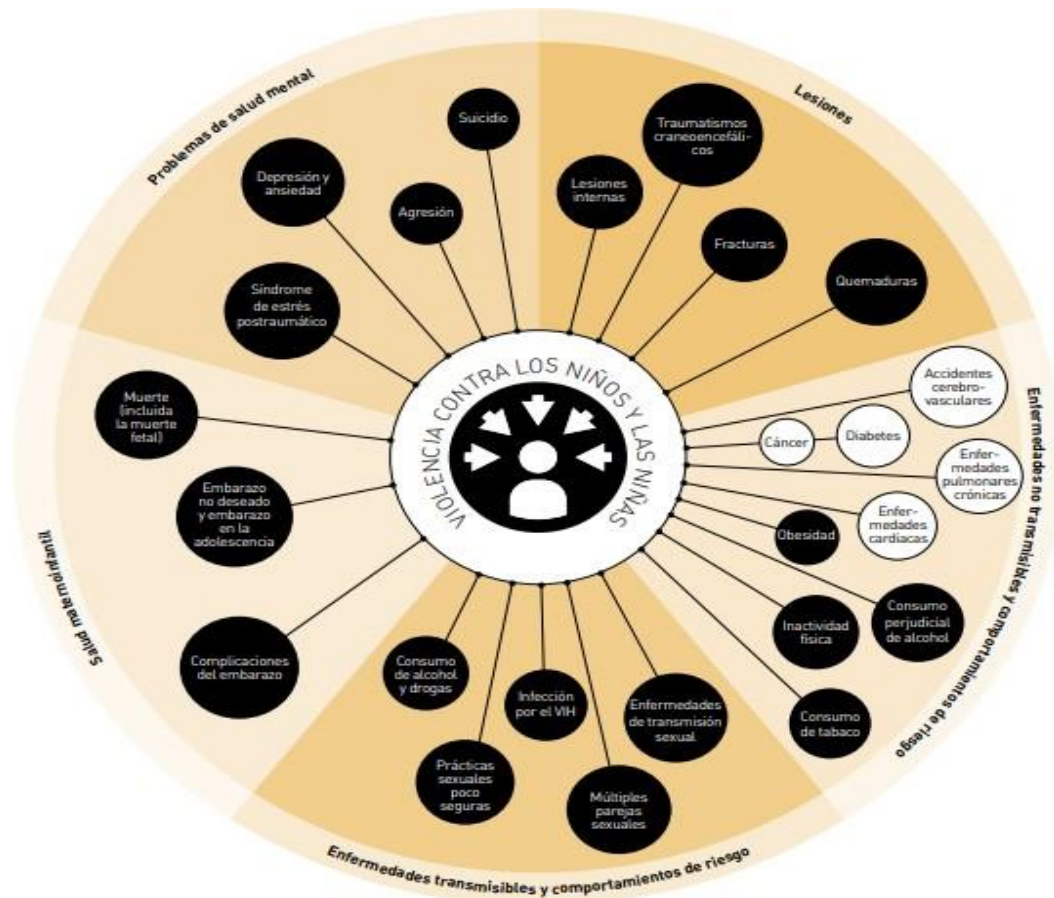 Problemas de salud mental
Suicidio
Depresión y
ansiedad
Agresión
Síndrome
de estrés
postraumático
Lesiones
Traumatismos
craneoencefáli-
cos
Lesiones
internas
Fracturas
Quemaduras
Enfermedades no transmisibles y comportamientos de riesgo
Accidentes
cerebro-
vasculares
Cáncer
Diabetes
Enfer-
medades
pulmonares
crónicas
Enfer-
medades
cardíacas
Obesidad
Consumo
perjudicial
de alcohol
Inactividad
física
Consumo
de tabaco
Enfermedades transmisibles y comportamientos de riesgo
Enfermedades
de transmisión
sexual
Múltiples
parejas
sexuales
Infección
por el VIH
Prácticas
sexuales
poco
seguras
Consumo
de alcohol
y drogas
Salud matemoinfantil
Complicaciones
del embarazo
Embarazo
no deseado
y embarazo
en la
adolescencia
Muerte
(incluida
la muerte
fetal)
VIOLENCIA CONTRA LOS NIÑOS Y LAS NIÑAS